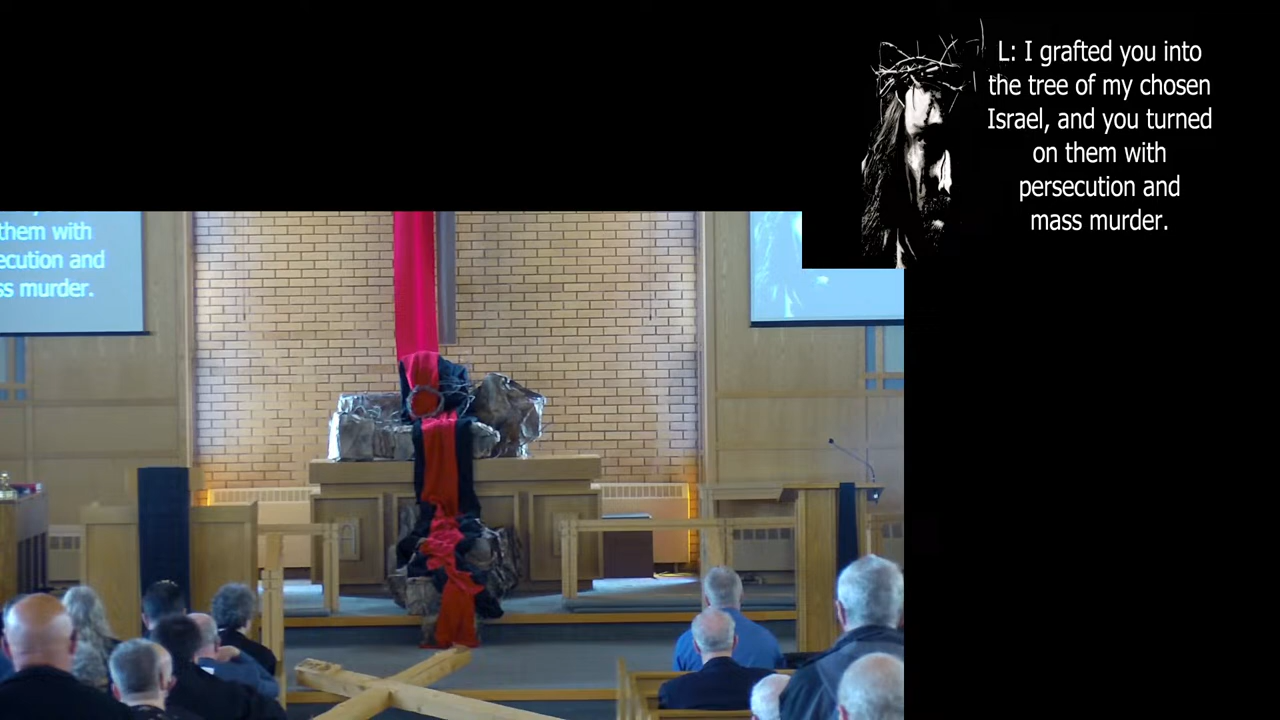 L: I grafted you into
the tree of my chosen
Israel, and you turned
on them with
persecution and
mass murder.
them with
ecution and
ss murder.